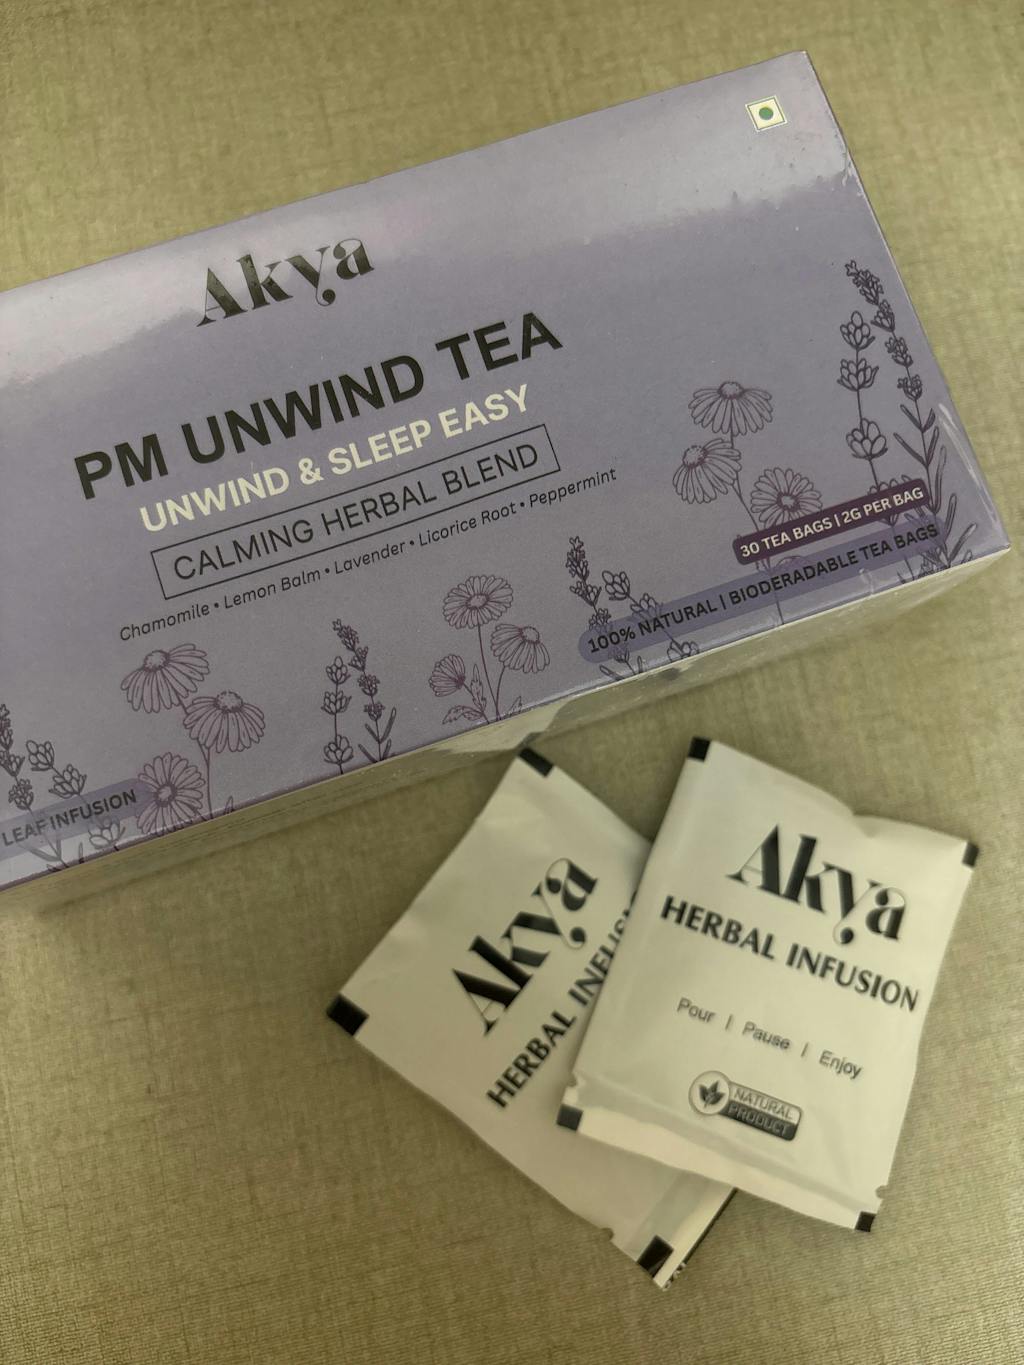 Akya
PM UNWIND TEA
UNWIND & SLEEP EASY
CALMING HERBAL BLEND
Chamomile • Lemon Balm • Lavender • Licorice Root • Peppermint
30 TEA BAGS | 2G PER BAG
100% NATURAL | BIODERADABLE TEA BAGS
LEAF INFUSION
Akya
HERBAL INFUSION
Akya
HERBAL INFUSION
Pour | Pause | Enjoy
NATURAL
PRODUCT